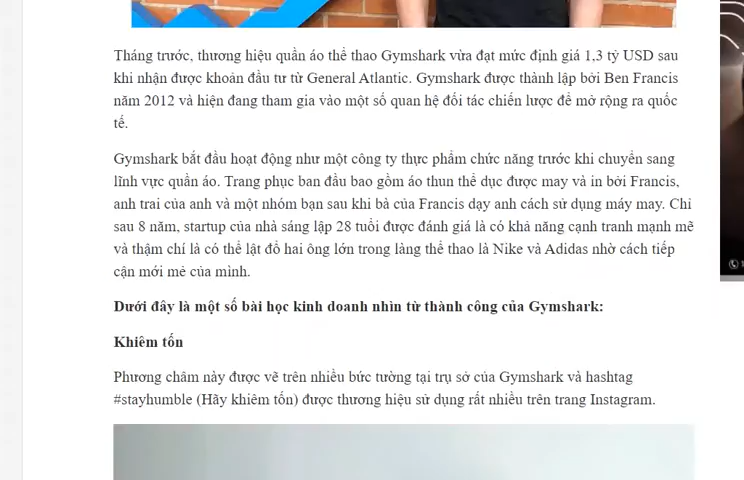 Tháng trước, thương hiệu quần áo thể thao Gymshark vừa đạt mức định giá 1,3 tỷ USD sau
khi nhận được khoản đầu tư từ General Atlantic. Gymshark được thành lập bởi Ben Francis
năm 2012 và hiện đang tham gia vào một số quan hệ đối tác chiến lược để mở rộng ra quốc
tế.
Gymshark bắt đầu hoạt động như một công ty thực phẩm chức năng trước khi chuyển sang
lĩnh vực quần áo. Trang phục ban đầu bao gồm áo thun thể dục được may và in bởi Francis,
anh trai của anh và một nhóm bạn sau khi bà của Francis dạy anh cách sử dụng máy may. Chỉ
sau 8 năm, startup của nhà sáng lập 28 tuổi được đánh giá là có khả năng cạnh tranh mạnh mẽ
và thậm chí là có thể lật đổ hai ông lớn trong làng thể thao là Nike và Adidas nhờ cách tiếp
cận mới mẻ của mình.
Dưới đây là một số bài học kinh doanh nhìn từ thành công của Gymshark:
Khiêm tốn
Phương châm này được vẽ trên nhiều bức tường tại trụ sở của Gymshark và hashtag
#stayhumble (Hãy khiêm tốn) được thương hiệu sử dụng rất nhiều trên trang Instagram.